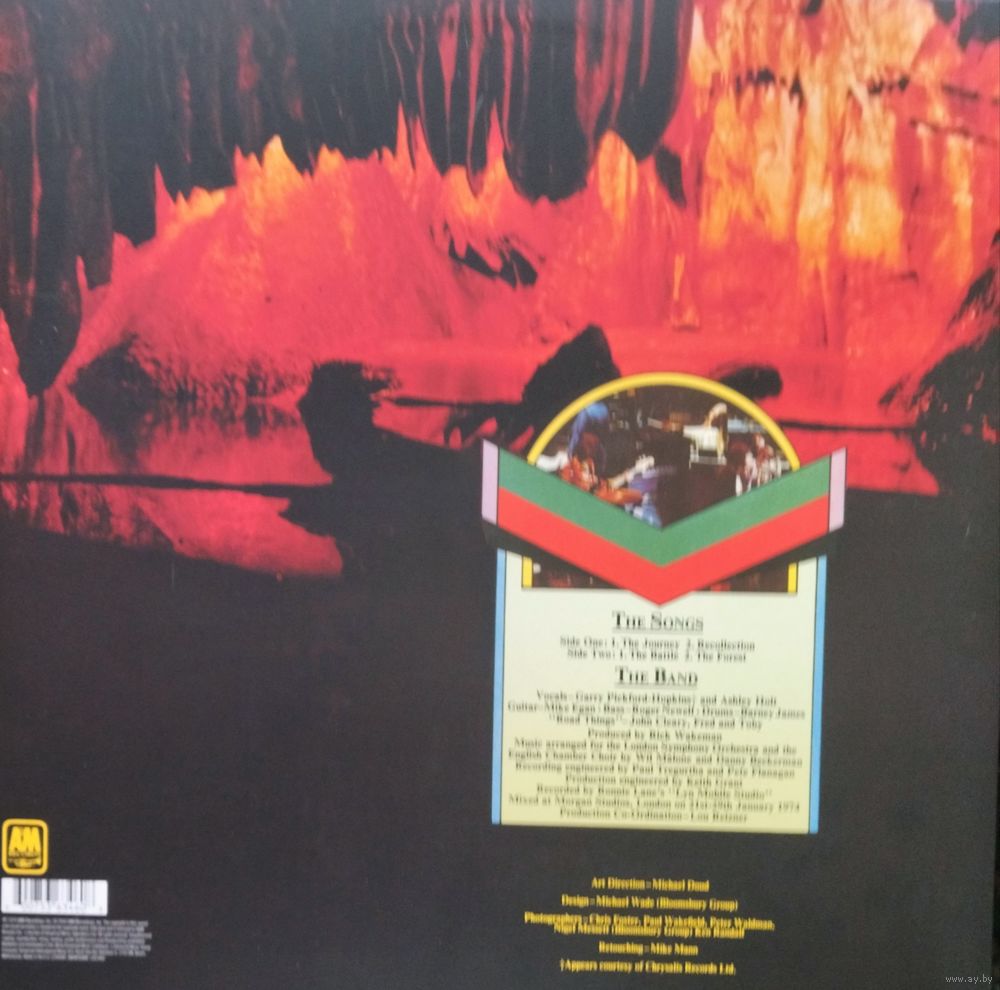 THE SONGS
Side One: 1. The Journey 2. Recollection
Side Two: 1. The Battle 2. The Forest
THE BAND
Vocals–Garry Pickford-Hopkins† and Ashley Holt
Guitar–Mike Egan : Bass–Roger Newell : Drums–Barney James
"Road Things"–John Cleary, Fred and Toby
Produced by Rick Wakeman
Music arranged for the London Symphony Orchestra and the
English Chamber Choir by Wil Malone and Danny Beckerman
Recording engineered by Paul Tregurtha and Pete Flanagan
Production engineered by Keith Grant
Recorded by Ronnie Lane's "Lyn Mobile Studio"
Mixed at Morgan Studios, London on 21st-29th January 1974
Production Co-Ordination–Lou Reizner
A&M
Art Direction–Michael Doud
Design–Michael Wade (Bloomsbury Group)
Photographers–Chris Foster, Paul Wakefield, Peter Waldman,
Nigel Messett (Bloomsbury Group) Ken Randall
Retouching–Mike Mann
†Appears courtesy of Chrysalis Records Ltd.
www.ay.by